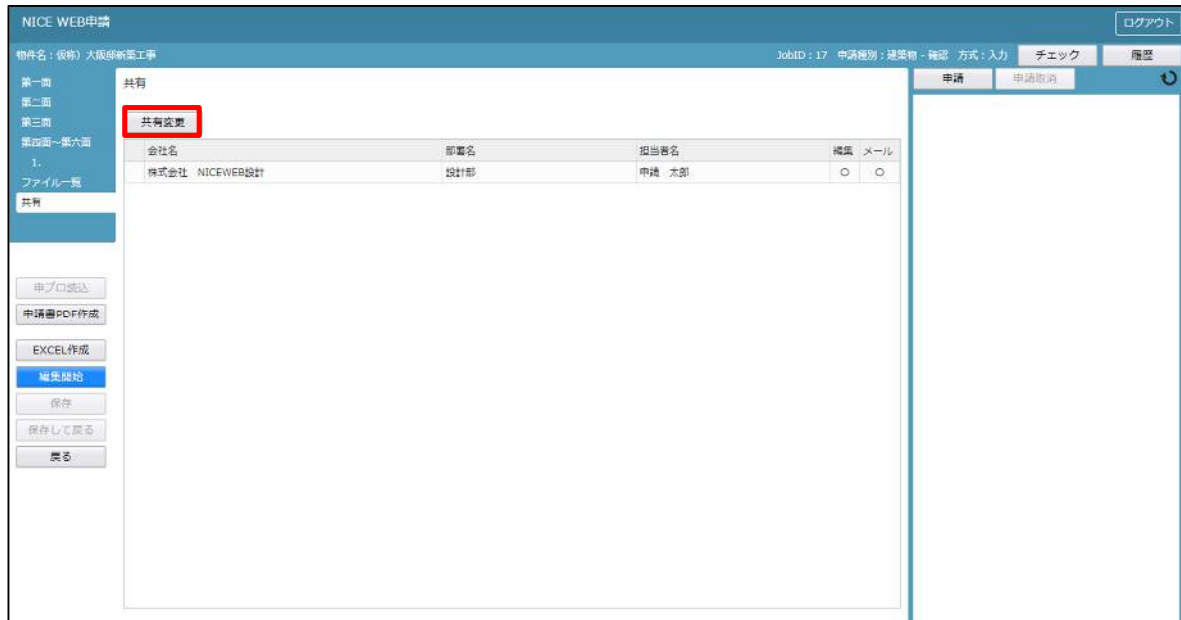 NICE WEB申請
ログアウト
物件名：仮称）大阪邸新築工事
JobID：17 申請種別：建築物 - 確認 方式：入力
チェック
履歴
第一面
第二面
第三面
第四面～第六面
1.
ファイル一覧
共有
申プロ読込
申請書PDF作成
EXCEL作成
編集開始
保存
保存して戻る
戻る
共有
共有変更
会社名 部署名 担当者名 編集 メール
株式会社 NICEWEB設計 設計部 申請 太郎 ○ ○
申請
申請取消